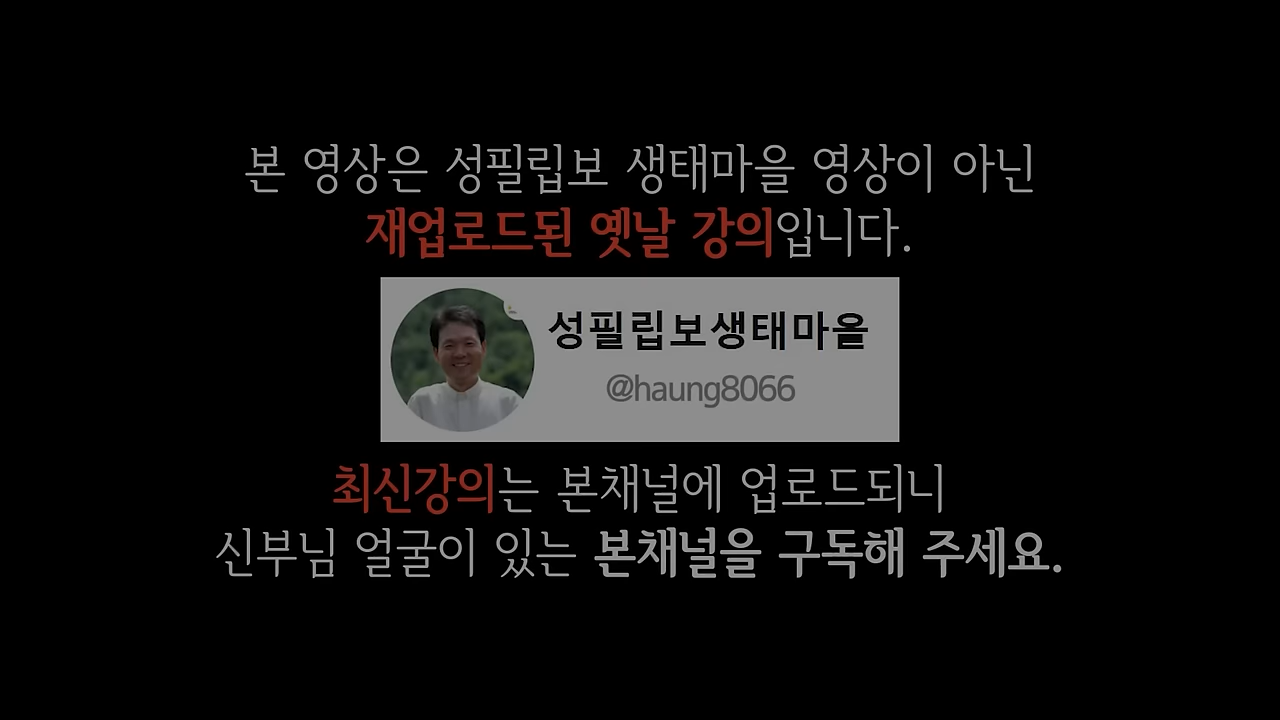 본 영상은 성필립보 생태마을 영상이 아닌
재업로드된 옛날 강의입니다.
성필립보생태마을
@haung8066
최신강의는 본채널에 업로드되니
신부님 얼굴이 있는 본채널을 구독해 주세요.